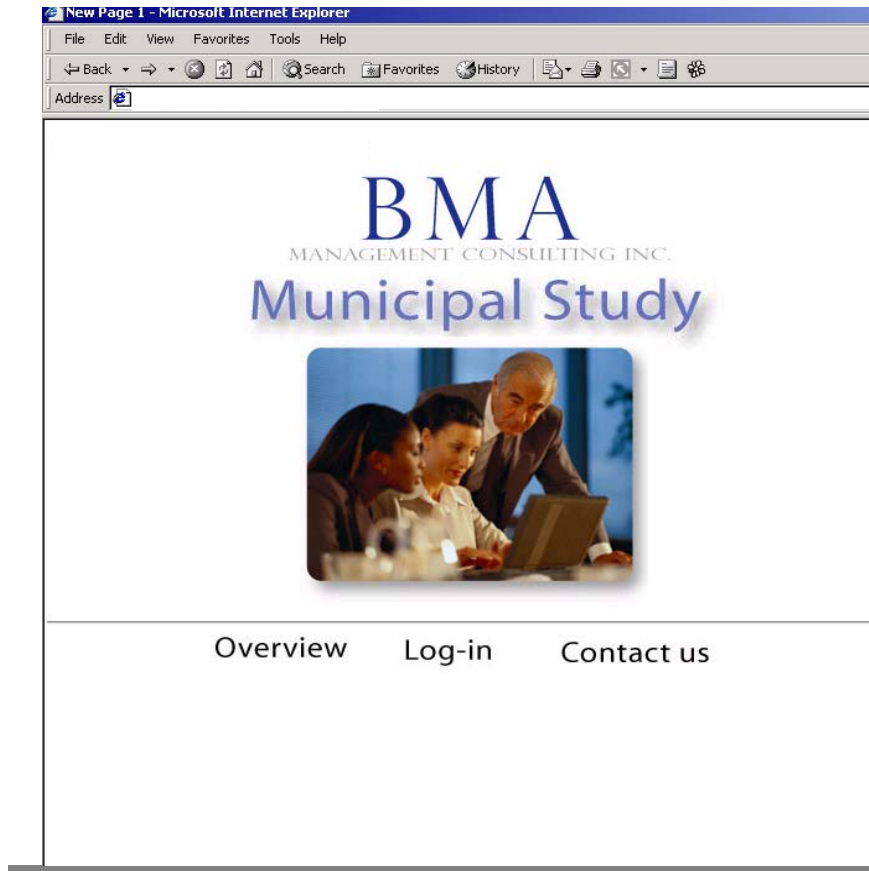 New Page 1 - Microsoft Internet Explorer
File Edit View Favorites Tools Help
Back Search Favorites History
Address
BMA
MANAGEMENT CONSULTING INC.
Municipal Study
Overview Log-in Contact us